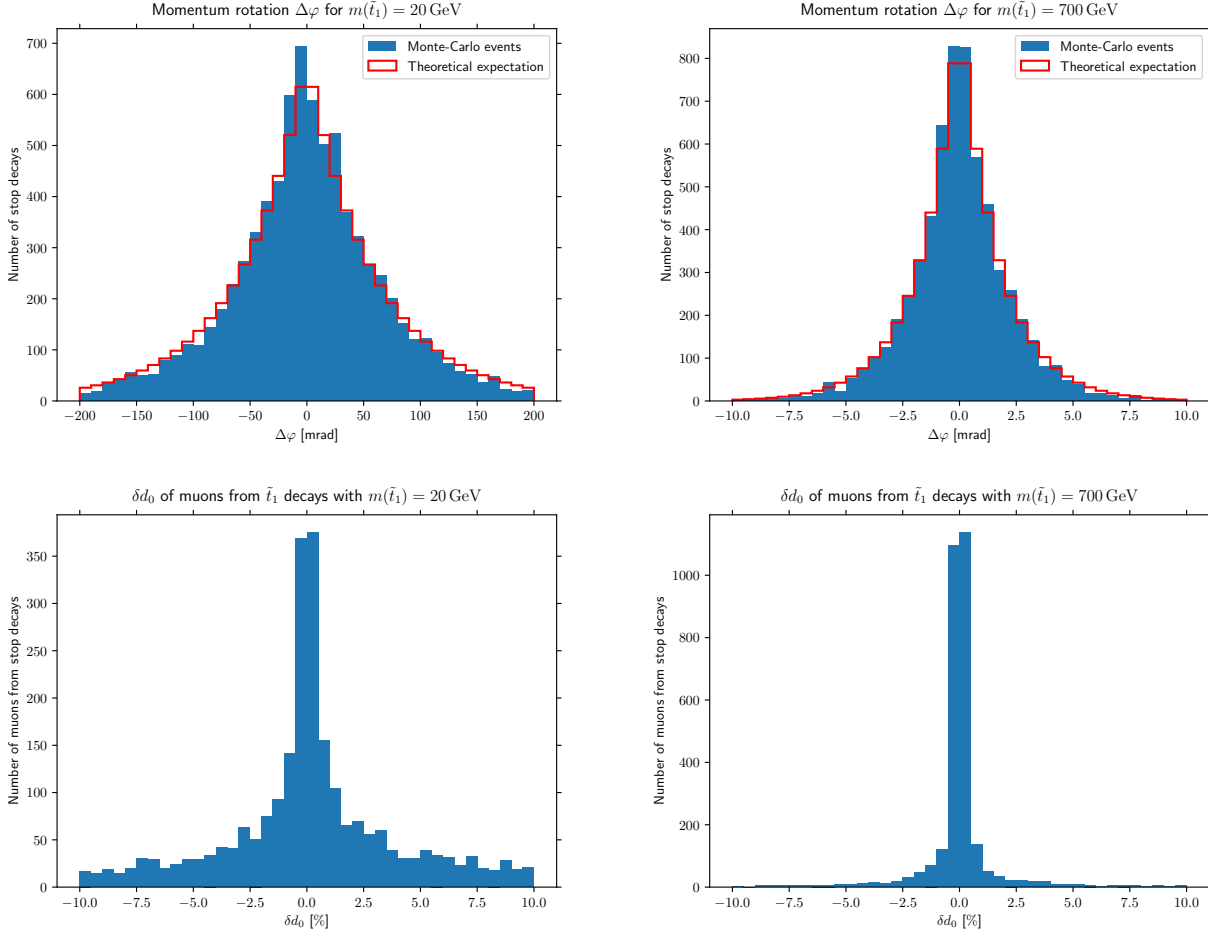 Momentum rotation Δφ for m(t̃₁) = 20 GeV
Number of stop decays
700
600
500
400
300
200
100
0
Monte-Carlo events
Theoretical expectation
−200 −150 −100 −50 0 50 100 150 200
Δφ [mrad]
Momentum rotation Δφ for m(t̃₁) = 700 GeV
Number of stop decays
800
700
600
500
400
300
200
100
0
Monte-Carlo events
Theoretical expectation
−10.0 −7.5 −5.0 −2.5 0.0 2.5 5.0 7.5 10.0
Δφ [mrad]
δd₀ of muons from t̃₁ decays with m(t̃₁) = 20 GeV
Number of muons from stop decays
350
300
250
200
150
100
50
0
−10.0 −7.5 −5.0 −2.5 0.0 2.5 5.0 7.5 10.0
δd₀ [%]
δd₀ of muons from t̃₁ decays with m(t̃₁) = 700 GeV
Number of muons from stop decays
1000
800
600
400
200
0
−10.0 −7.5 −5.0 −2.5 0.0 2.5 5.0 7.5 10.0
δd₀ [%]